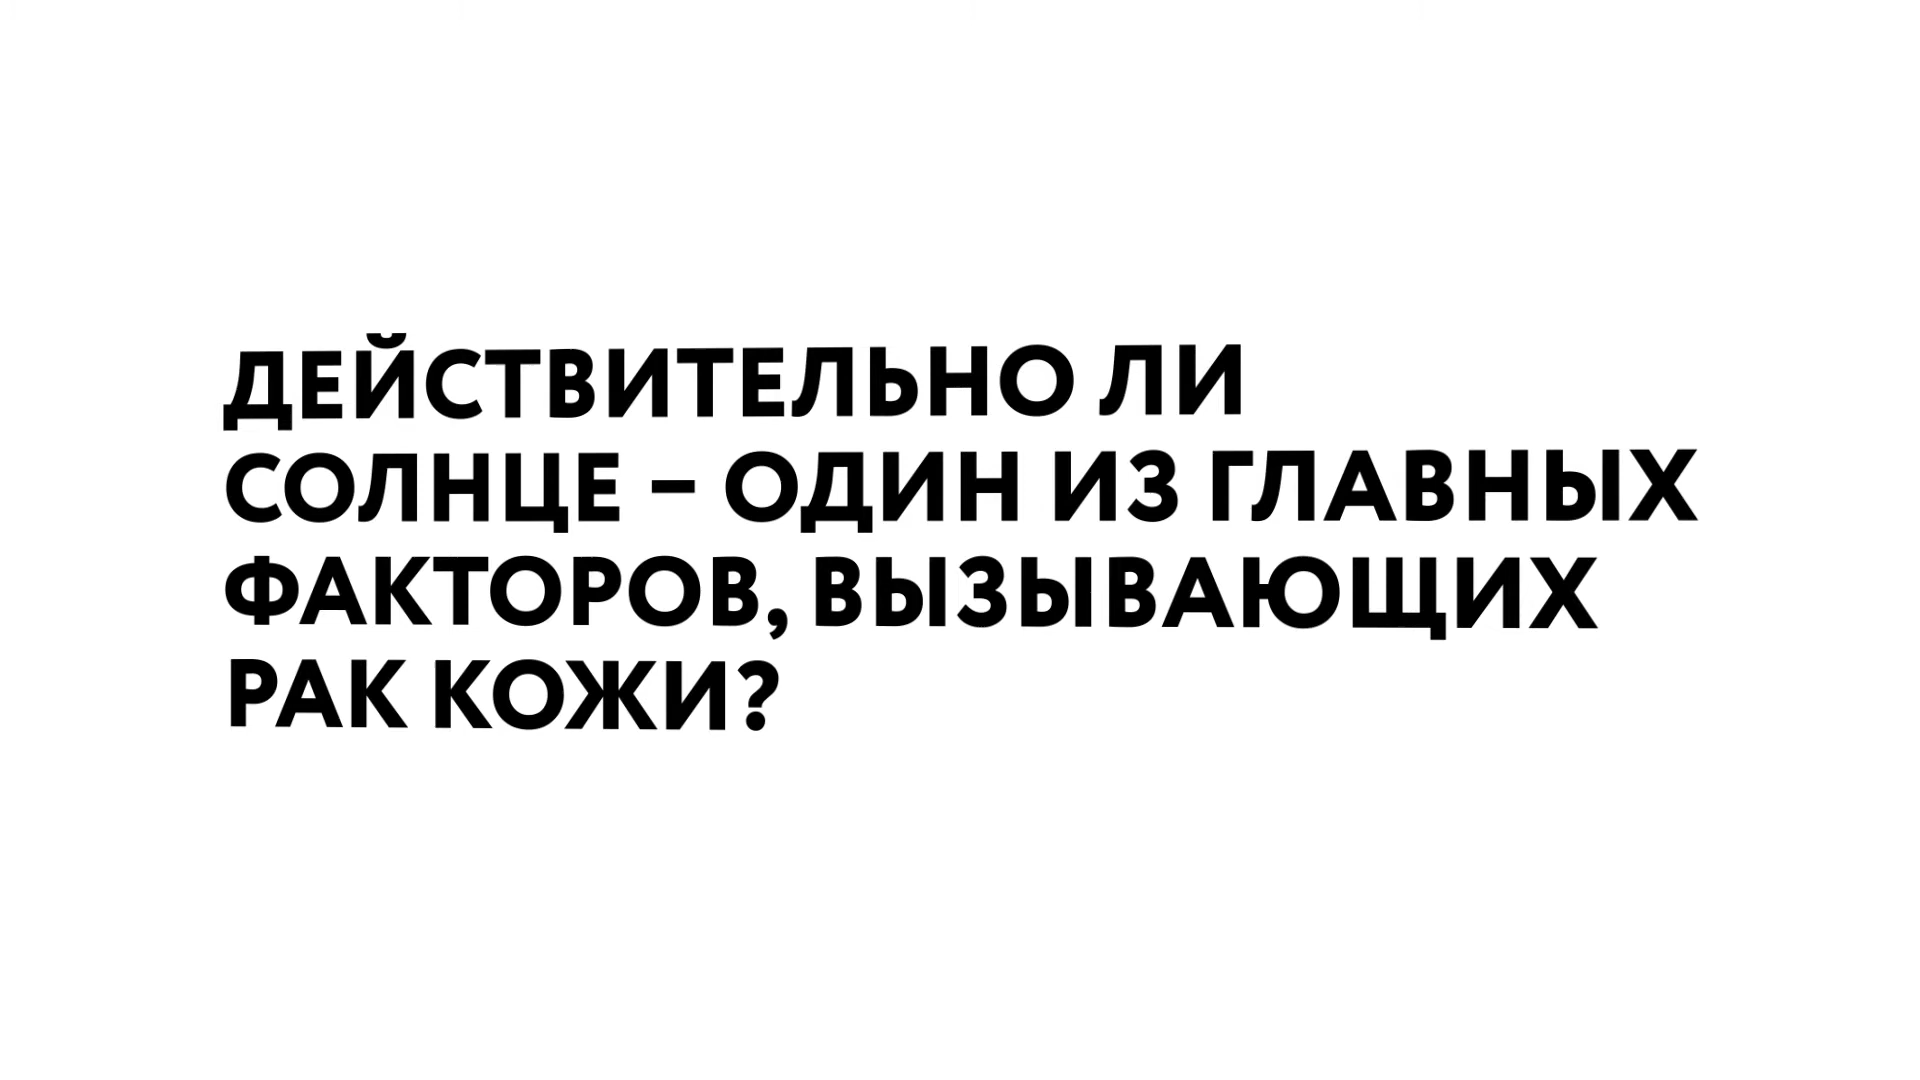 ДЕЙСТВИТЕЛЬНО ЛИ
СОЛНЦЕ – ОДИН ИЗ ГЛАВНЫХ
ФАКТОРОВ, ВЫЗЫВАЮЩИХ
РАК КОЖИ?